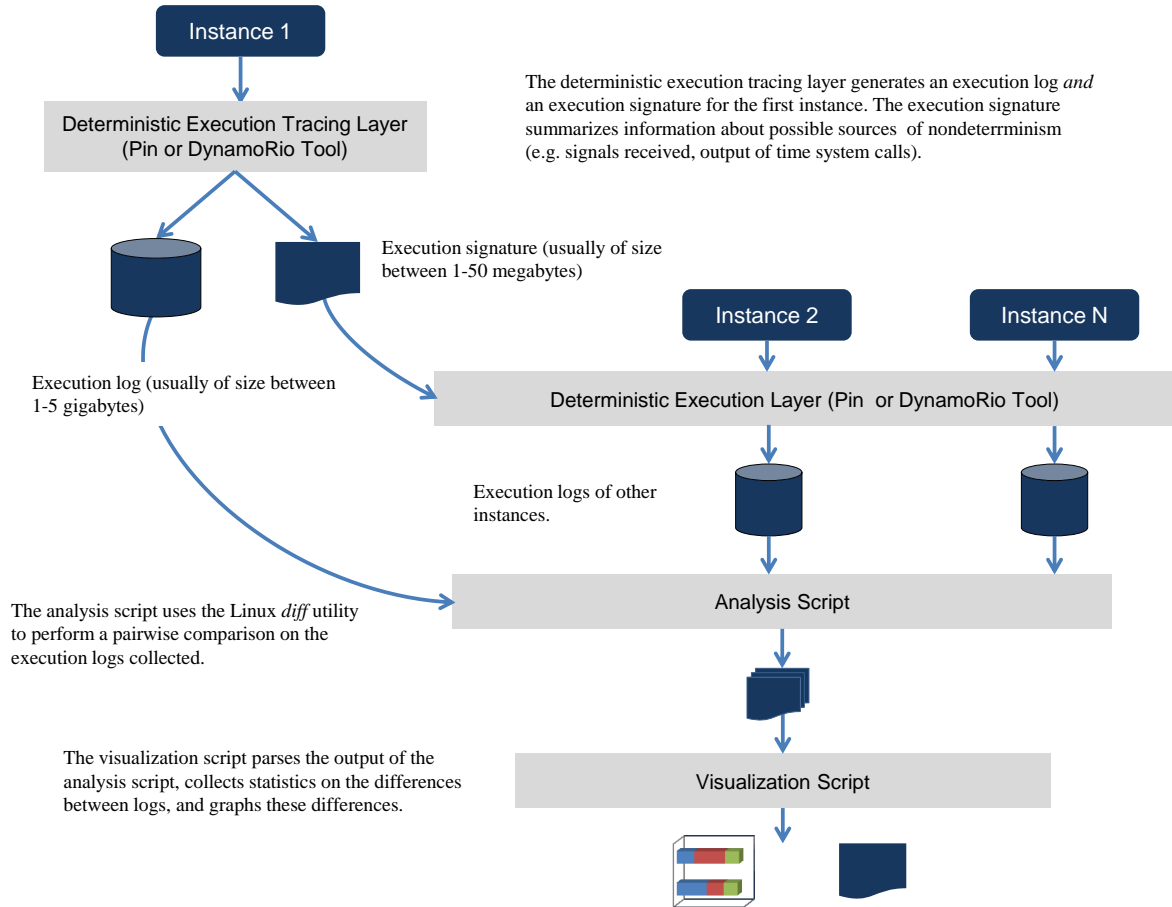 Instance 1
The deterministic execution tracing layer generates an execution log and
an execution signature for the first instance. The execution signature
summarizes information about possible sources of nondeterrminism
(e.g. signals received, output of time system calls).
Deterministic Execution Tracing Layer
(Pin or DynamoRio Tool)
Execution signature (usually of size
between 1-50 megabytes)
Instance 2
Instance N
Execution log (usually of size between
1-5 gigabytes)
Deterministic Execution Layer (Pin or DynamoRio Tool)
Execution logs of other
instances.
Analysis Script
The analysis script uses the Linux diff utility
to perform a pairwise comparison on the
execution logs collected.
The visualization script parses the output of the
analysis script, collects statistics on the differences
between logs, and graphs these differences.
Visualization Script